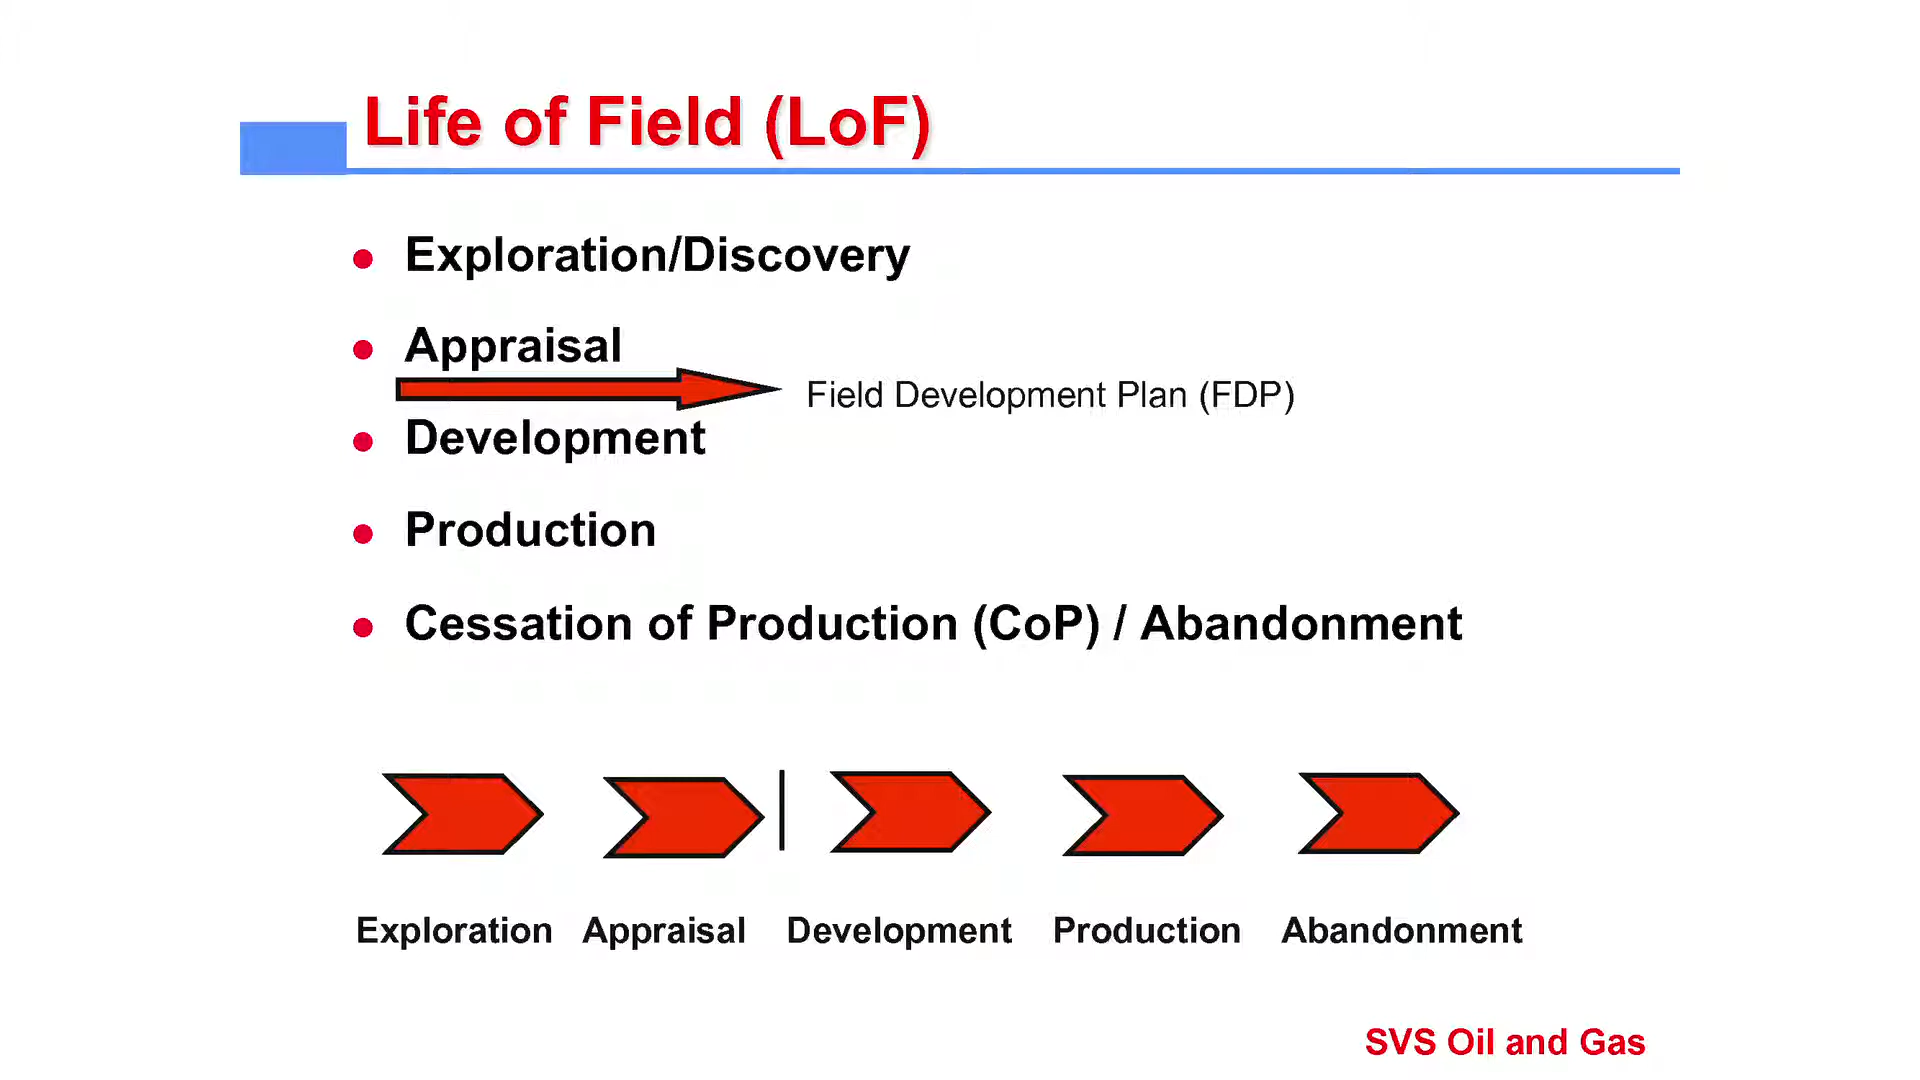 Life of Field (LoF)
Exploration/Discovery
Appraisal
Field Development Plan (FDP)
Development
Production
Cessation of Production (CoP) / Abandonment
Exploration Appraisal Development Production Abandonment
SVS Oil and Gas